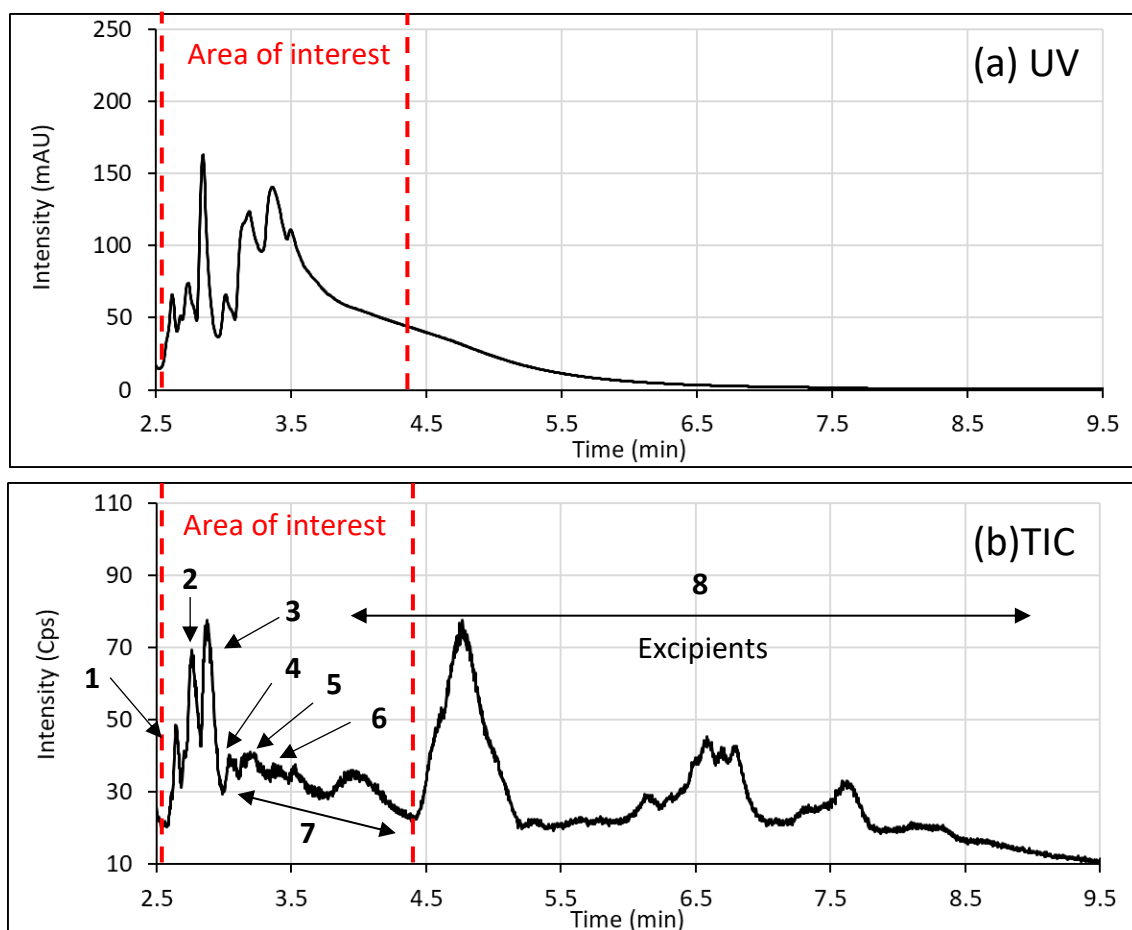 250
Area of interest
(a) UV
200
150
100
50
0
Intensity (mAU)
2.5 3.5 4.5 5.5 6.5 7.5 8.5 9.5
Time (min)
110
Area of interest
(b)TIC
90
2
8
3
70
Excipients
1
4
5
6
50
30
7
10
Intensity (Cps)
2.5 3.5 4.5 5.5 6.5 7.5 8.5 9.5
Time (min)